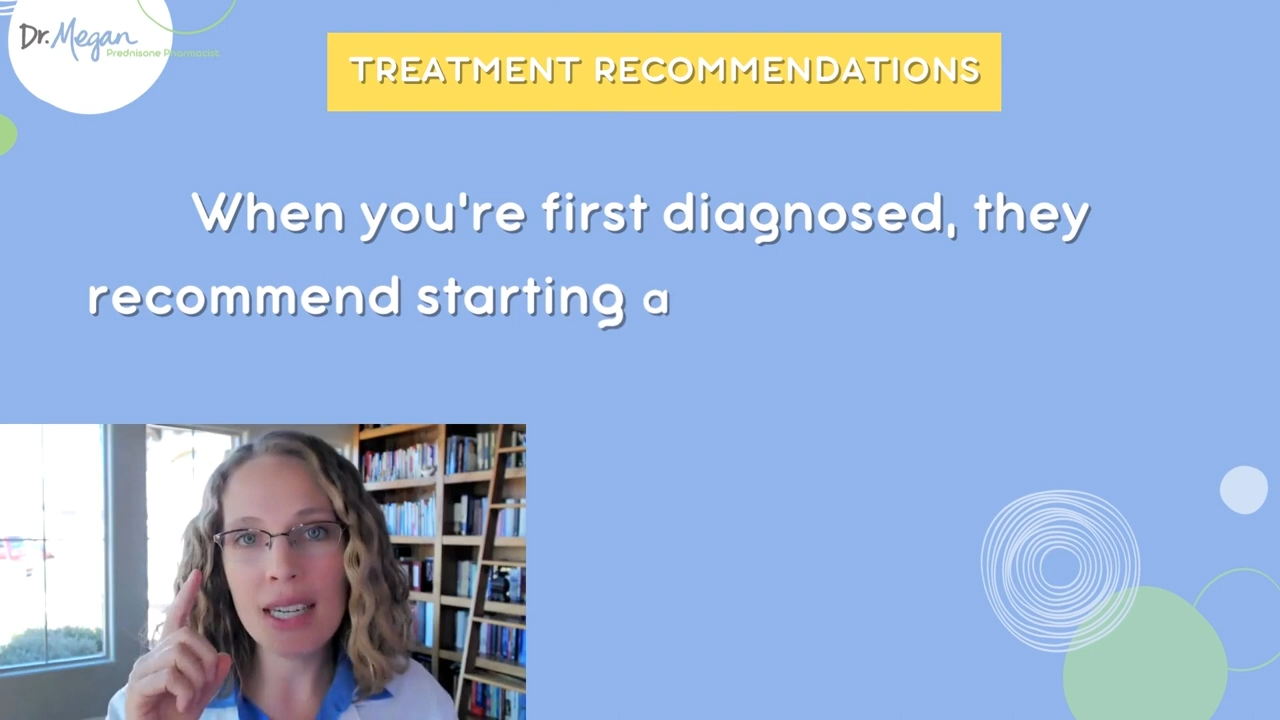 Dr. Megan
Prednisone Pharmacist
TREATMENT RECOMMENDATIONS
When you're first diagnosed, they
recommend starting a